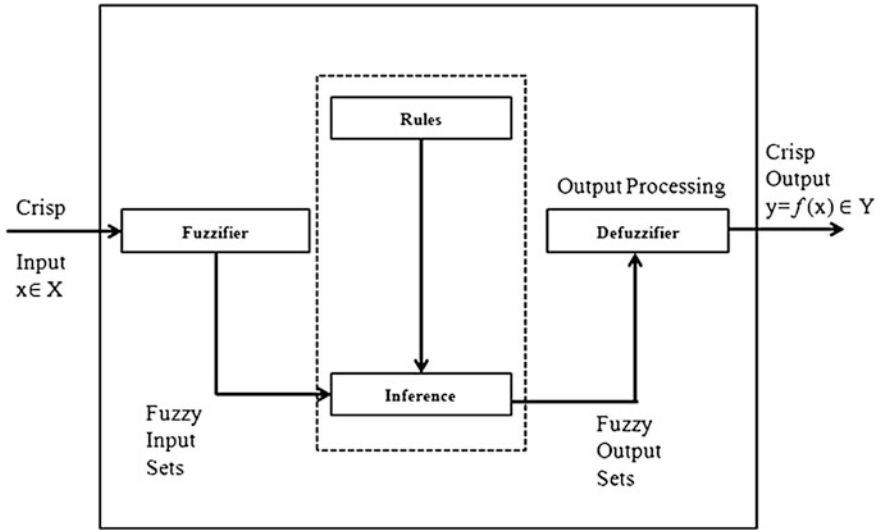 Rules
Crisp
Output
y=f(x)∈ Y
Output Processing
Crisp
Fuzzifier
Defuzzifier
Input
x∈ X
Inference
Fuzzy
Input
Sets
Fuzzy
Output
Sets